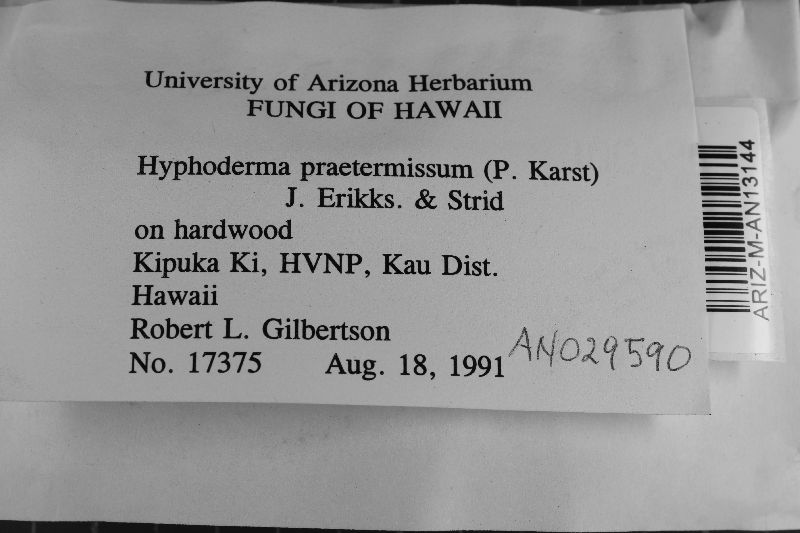 University of Arizona Herbarium
FUNGI OF HAWAII
Hyphoderma praetermissum (P. Karst)
J. Erikks. & Strid
on hardwood
Kipuka Ki, HVNP, Kau Dist.
Hawaii
Robert L. Gilbertson
No. 17375 Aug. 18, 1991
AN029590
ARIZ-M-AN13144